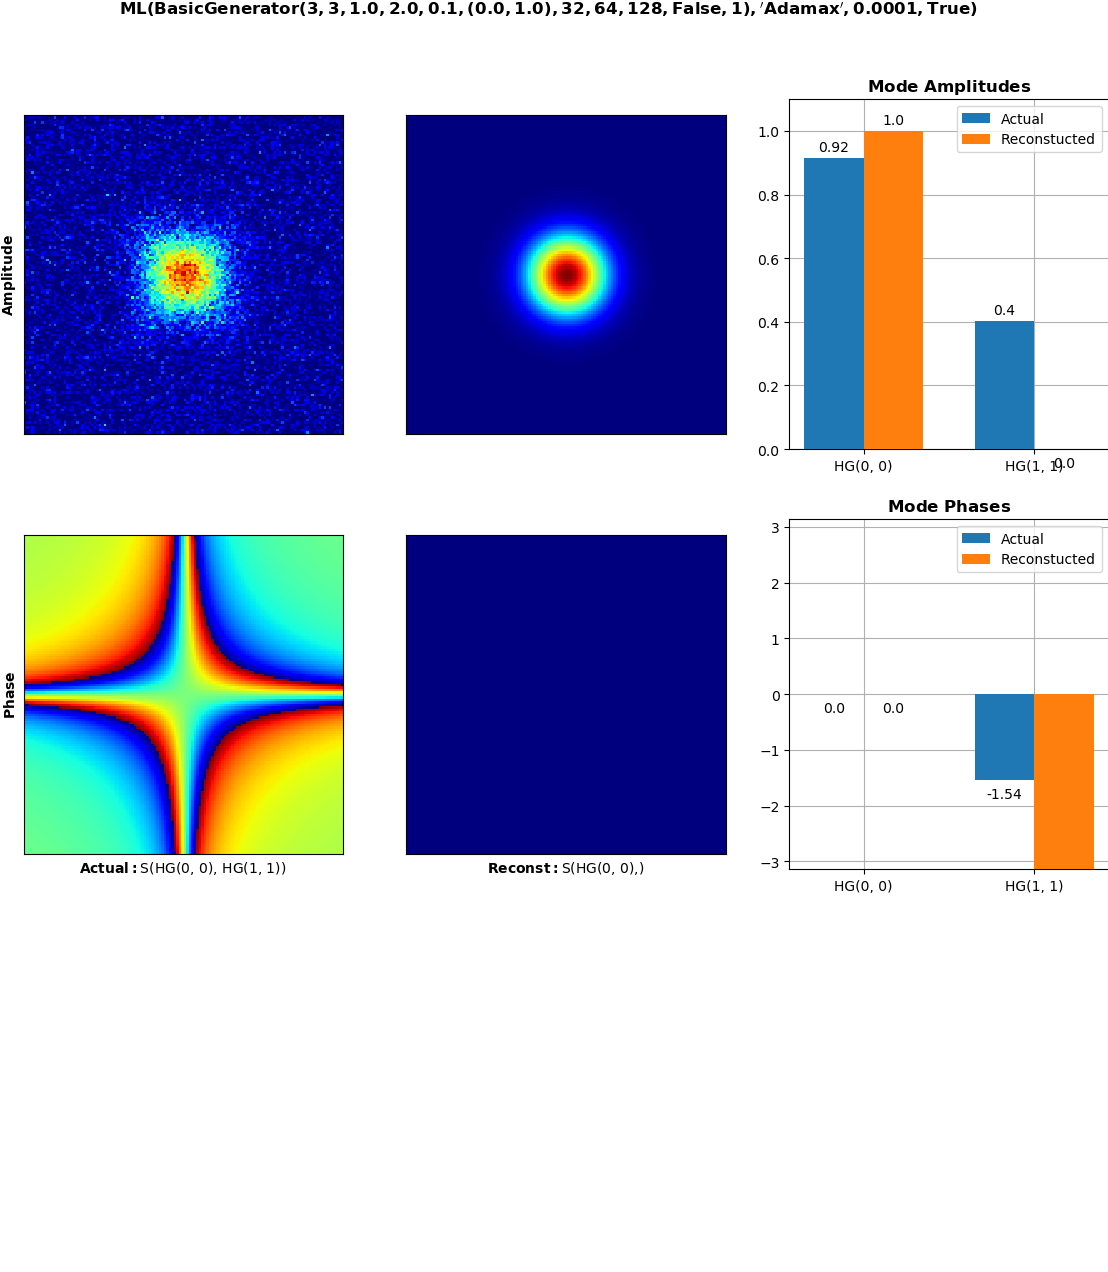 ML(BasicGenerator(3, 3, 1.0, 2.0, 0.1, (0.0, 1.0), 32, 64, 128, False, 1), ′Adamax′, 0.0001, True)
Amplitude
Mode Amplitudes
Actual
Reconstucted
1.0
0.8
0.6
0.4
0.2
0.0
0.92
1.0
0.4
0.0
HG(0, 0)
HG(1, 1)
Phase
Actual: S(HG(0, 0), HG(1, 1))
Reconst: S(HG(0, 0),)
Mode Phases
Actual
Reconstucted
3
2
1
0
−1
−2
−3
0.0
0.0
-1.54
HG(0, 0)
HG(1, 1)